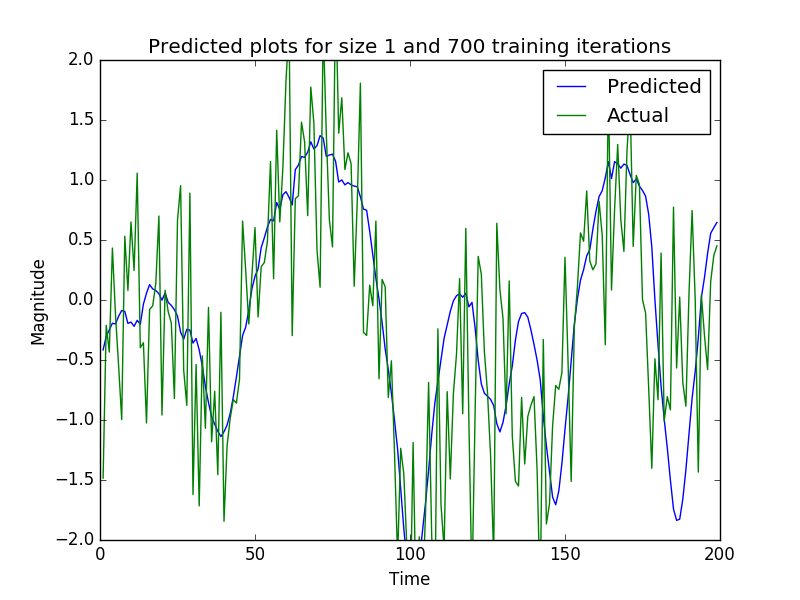 Predicted plots for size 1 and 700 training iterations
Predicted
Actual
2.0
1.5
1.0
0.5
0.0
−0.5
−1.0
−1.5
−2.0
Magnitude
0 50 100 150 200
Time